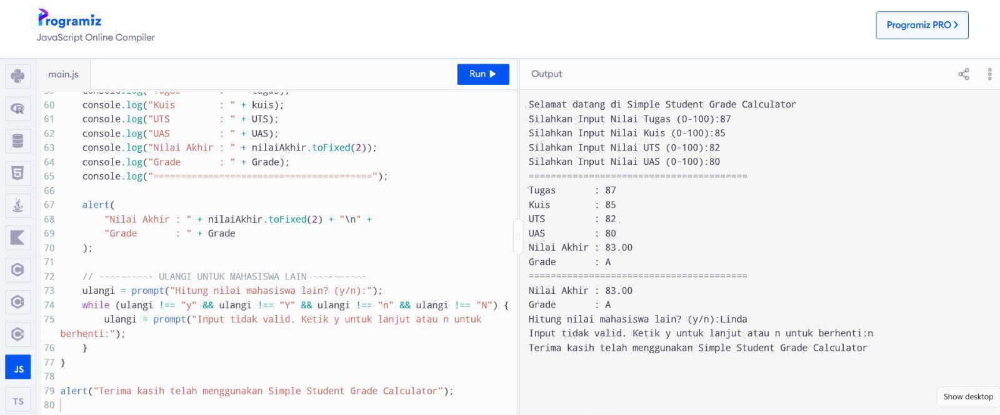 Programiz
JavaScript Online Compiler
Programiz PRO >
main.js
Run
60 console.log("Kuis        : " + kuis);
61 console.log("UTS         : " + UTS);
62 console.log("UAS         : " + UAS);
63 console.log("Nilai Akhir : " + nilaiAkhir.toFixed(2));
64 console.log("Grade       : " + Grade);
65 console.log("========================================");
66
67 alert(
68 "Nilai Akhir : " + nilaiAkhir.toFixed(2) + "\n" +
69 "Grade       : " + Grade
70 );
71
72 // ---------- ULANGI UNTUK MAHASISWA LAIN ----------
73 ulangi = prompt("Hitung nilai mahasiswa lain? (y/n):");
74 while (ulangi !== "y" && ulangi !== "Y" && ulangi !== "n" && ulangi !== "N") {
75 ulangi = prompt("Input tidak valid. Ketik y untuk lanjut atau n untuk
berhenti:");
76 }
77 }
78
79 alert("Terima kasih telah menggunakan Simple Student Grade Calculator");
80
JS
TS
Output
Selamat datang di Simple Student Grade Calculator
Silahkan Input Nilai Tugas (0-100):87
Silahkan Input Nilai Kuis (0-100):85
Silahkan Input Nilai UTS (0-100):82
Silahkan Input Nilai UAS (0-100):80
========================================
Tugas       : 87
Kuis        : 85
UTS         : 82
UAS         : 80
Nilai Akhir : 83.00
Grade       : A
========================================
Nilai Akhir : 83.00
Grade       : A
Hitung nilai mahasiswa lain? (y/n):Linda
Input tidak valid. Ketik y untuk lanjut atau n untuk berhenti:n
Terima kasih telah menggunakan Simple Student Grade Calculator
Show desktop